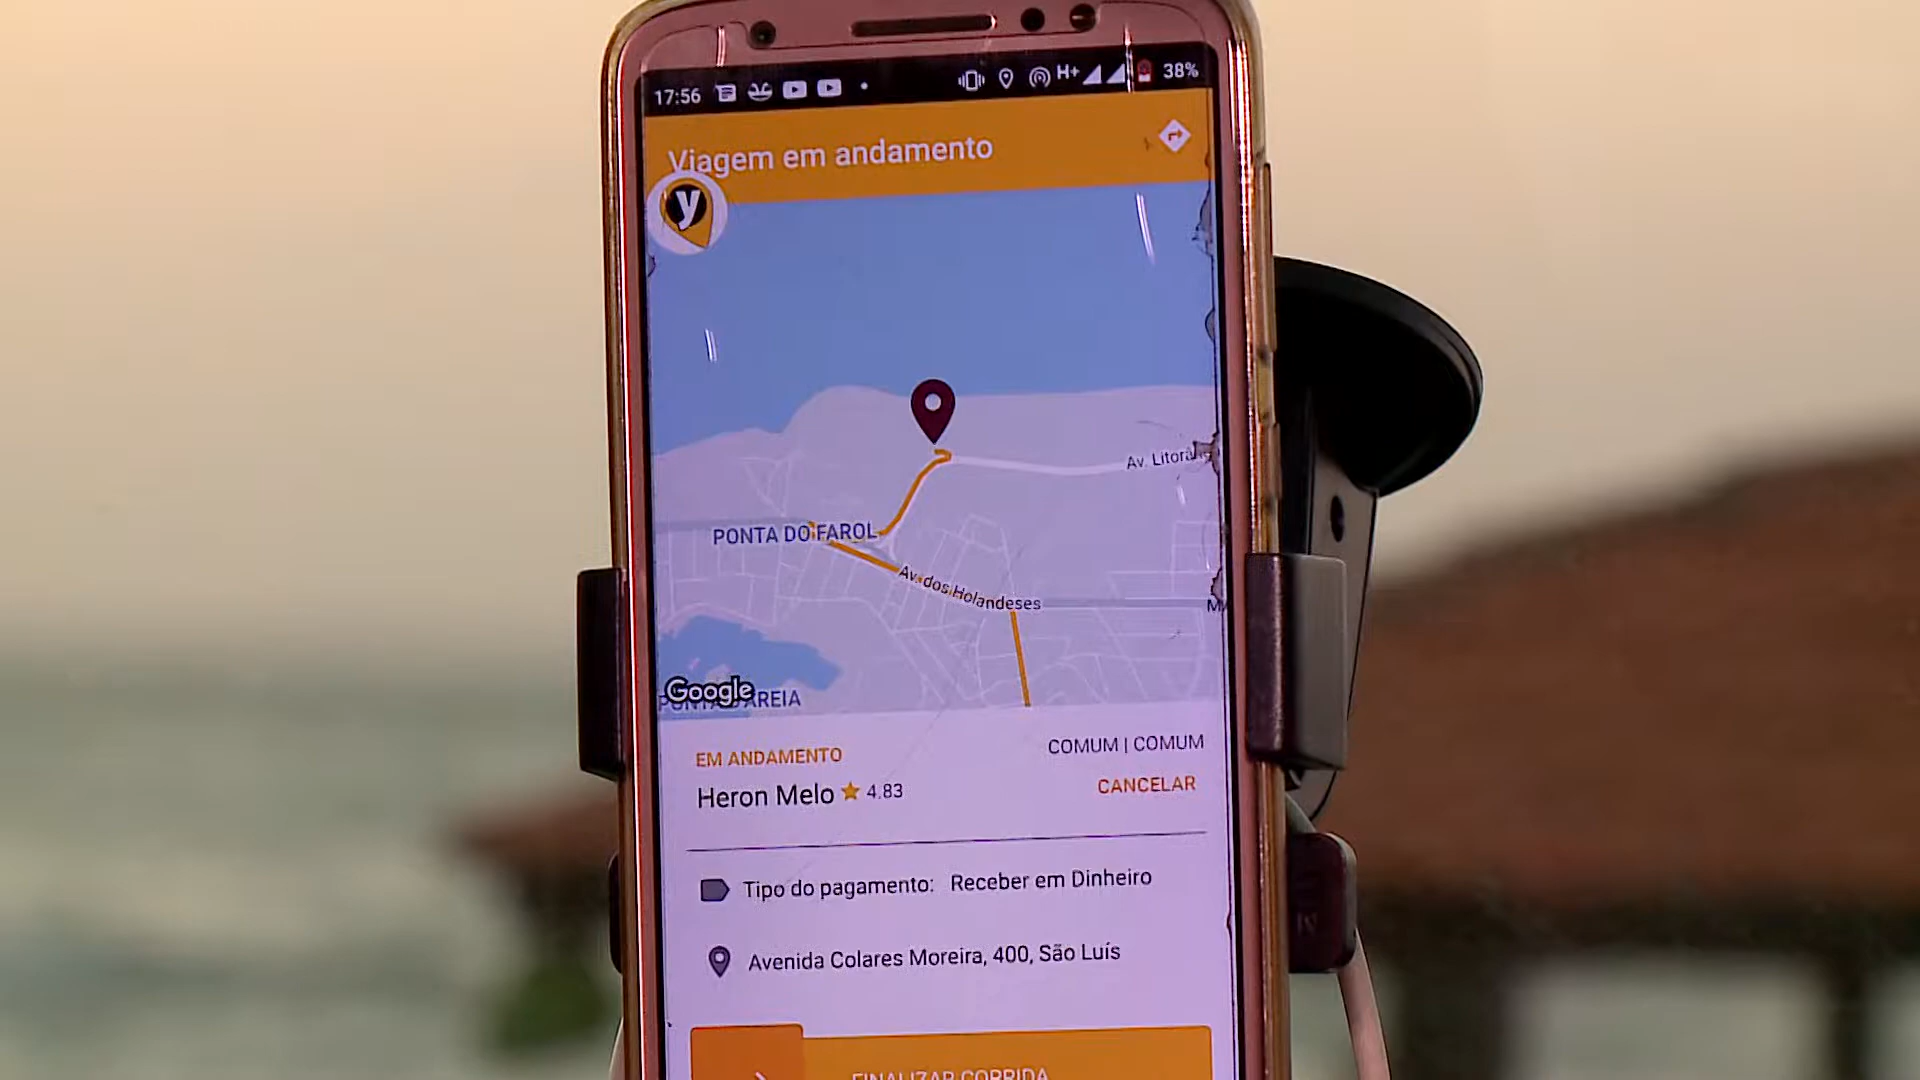 17:56
H+ 38%
Viagem em andamento
y
Av. Litorân
PONTA DO FAROL
Av. dos Holandeses
M
Google
PONTA D'AREIA
EM ANDAMENTO
COMUM | COMUM
Heron Melo 4.83
CANCELAR
Tipo do pagamento: Receber em Dinheiro
Avenida Colares Moreira, 400, São Luís
FINALIZAR CORRIDA